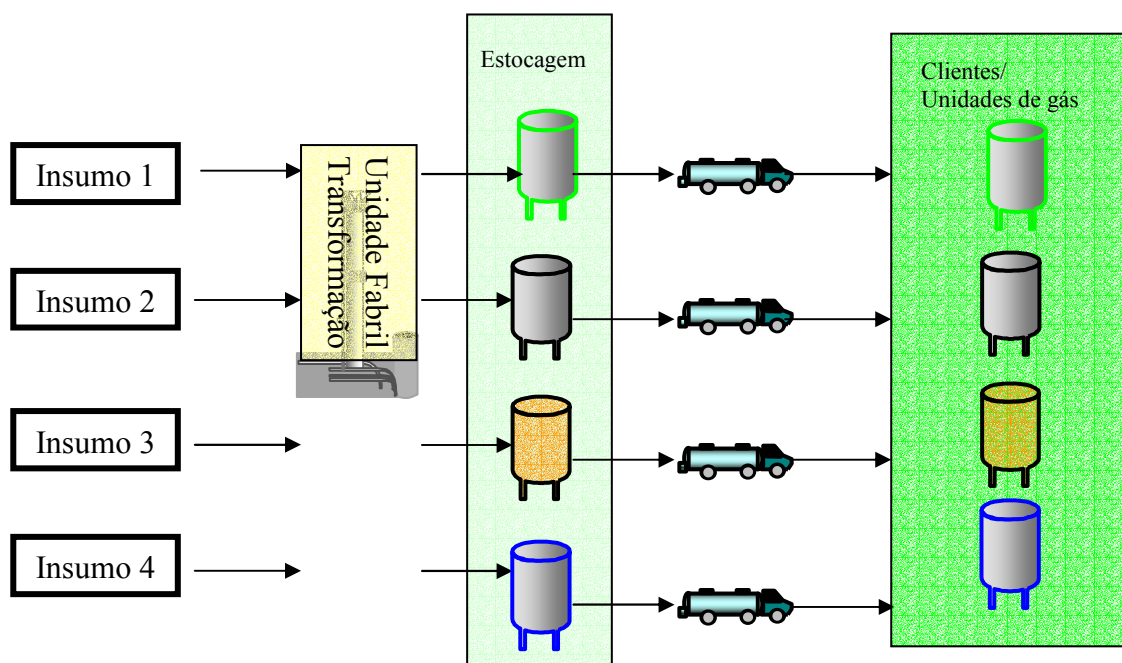 Estocagem
Clientes/
Unidades de gás
Insumo 1
Unidade Fabril
Transformação
Insumo 2
Insumo 3
Insumo 4